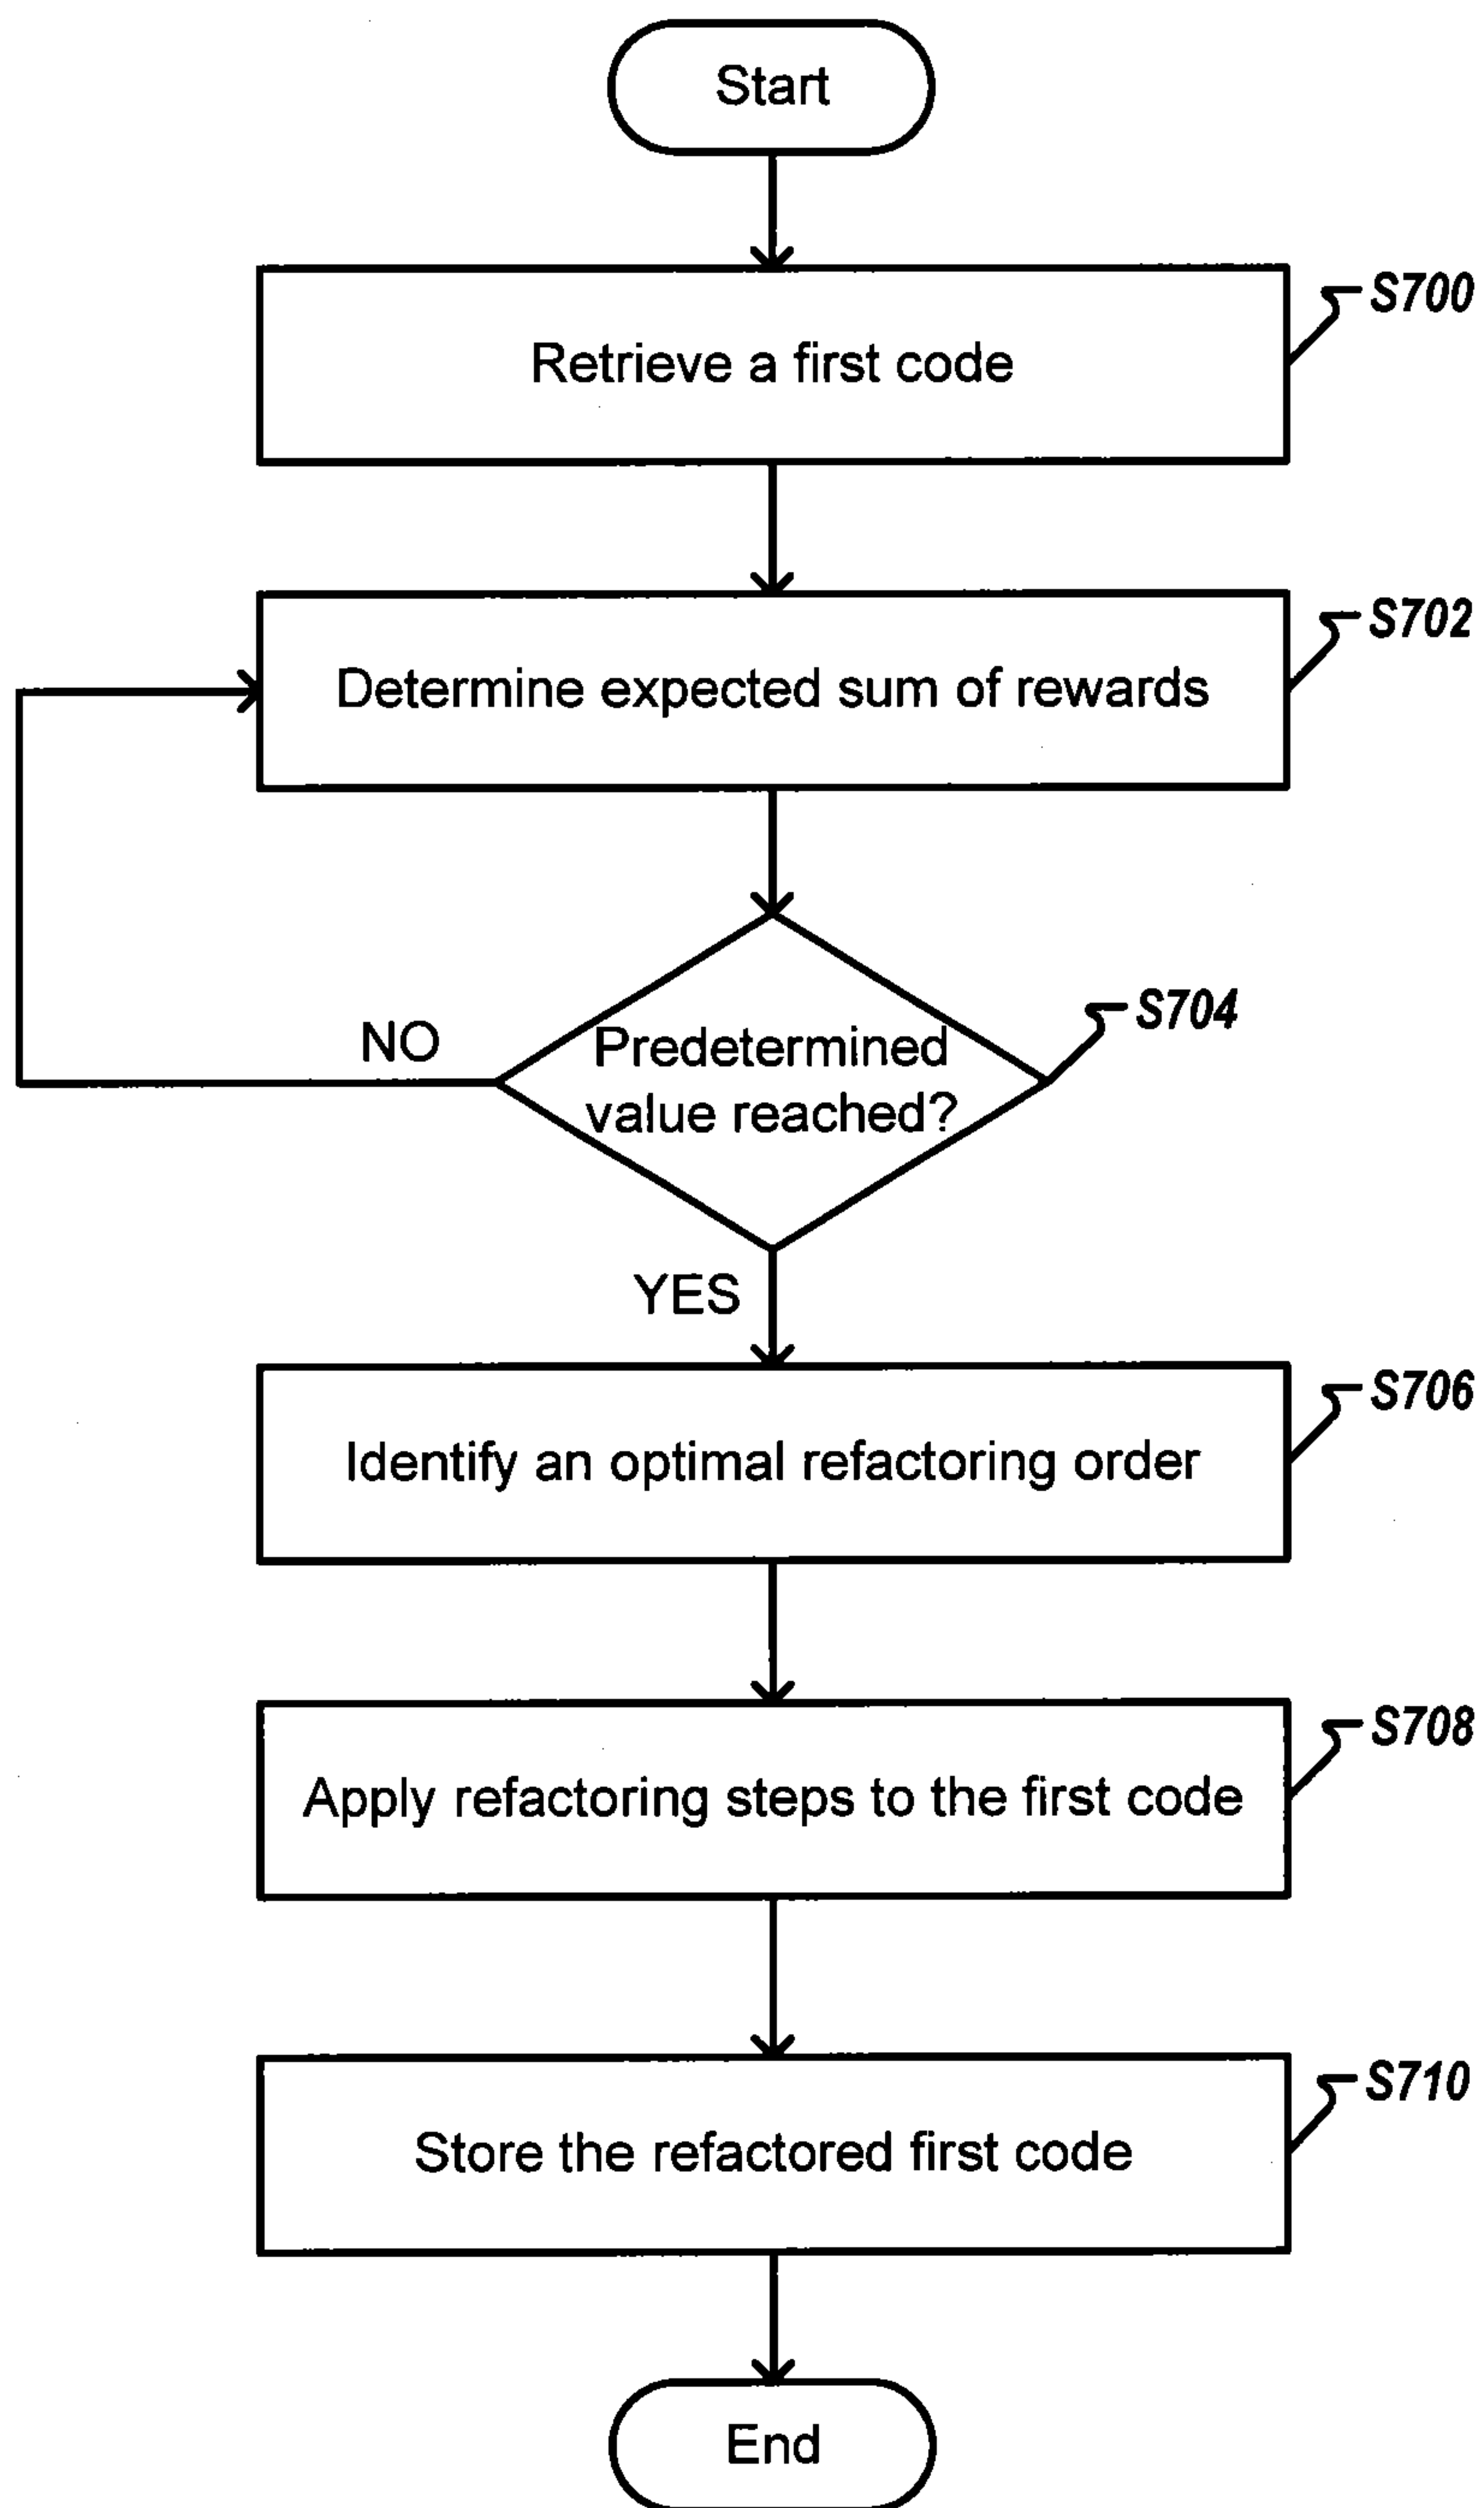 Start
Retrieve a first code
S700
Determine expected sum of rewards
S702
Predetermined
value reached?
S704
NO
YES
Identify an optimal refactoring order
S706
Apply refactoring steps to the first code
S708
Store the refactored first code
S710
End